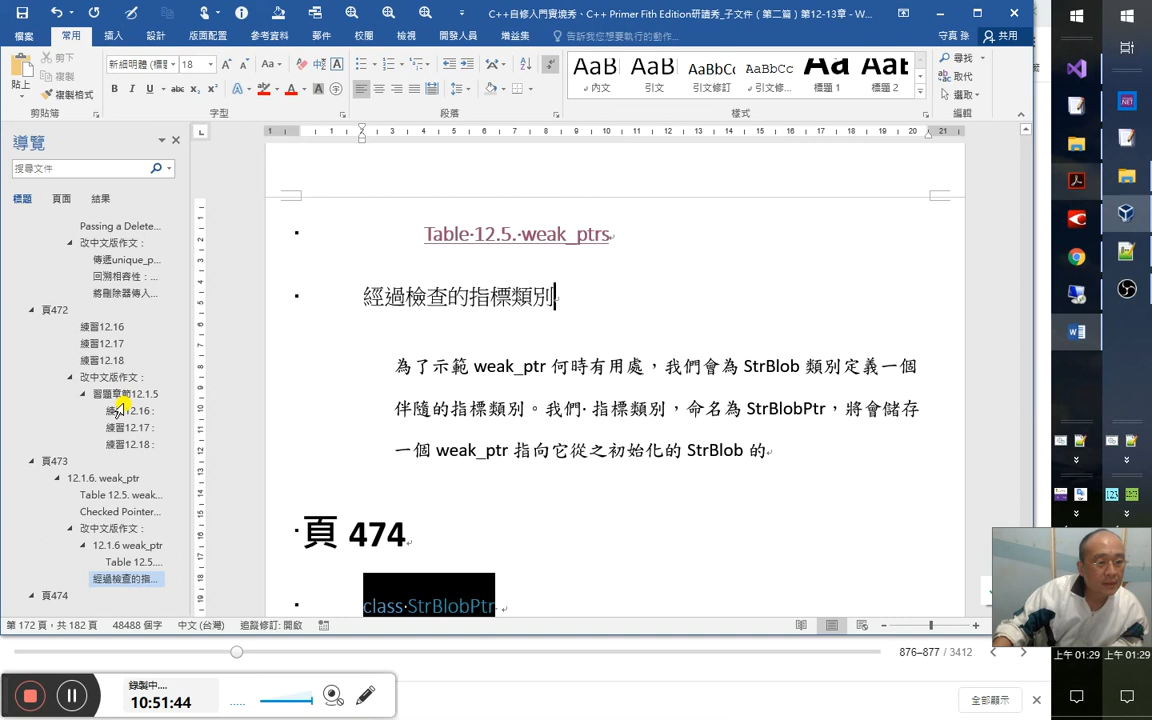 C++自修入門實境秀、C++ Primer Fith Edition研讀秀_子文件（第二篇）第12-13章 - W...
檔案 常用 插入 設計 版面配置 參考資料 郵件 校閱 檢視 開發人員 增益集 告訴我您想要執行的動作... 守真 孫 共用
貼上 剪下 複製 複製格式
新細明體 (標題 18
AaB AaB AaBbC AaBbC AaB AaB
內文 引文 引文修訂 引文修... 標題 1 標題 2
尋找 取代 選取
剪貼簿 字型 段落 樣式 編輯
導覽
搜尋文件
標題 頁面 結果
Passing a Delete...
改中文版作文：
傳遞unique_p...
回溯相容性：...
將刪除器傳入...
頁472
練習12.16
練習12.17
練習12.18
改中文版作文：
習題章節12.1.5
12.16 :
練習12.17 :
練習12.18 :
頁473
12.1.6. weak_ptr
Table 12.5. weak...
Checked Pointer...
改中文版作文：
12.1.6 weak_ptr
Table 12.5....
經過檢查的指...
頁474
Table 12.5. weak_ptrs
經過檢查的指標類別
為了示範 weak_ptr 何時有用處，我們會為 StrBlob 類別定義一個
伴隨的指標類別。我們 指標類別，命名為 StrBlobPtr，將會儲存
一個 weak_ptr 指向它從之初始化的 StrBlob 的
頁 474
class StrBlobPtr
第 172 頁，共 182 頁 48488 個字 中文 (台灣) 追蹤修訂: 開啟
876–877 / 3412
上午 01:29 上午 01:29
錄製中....
10:51:44
全部顯示